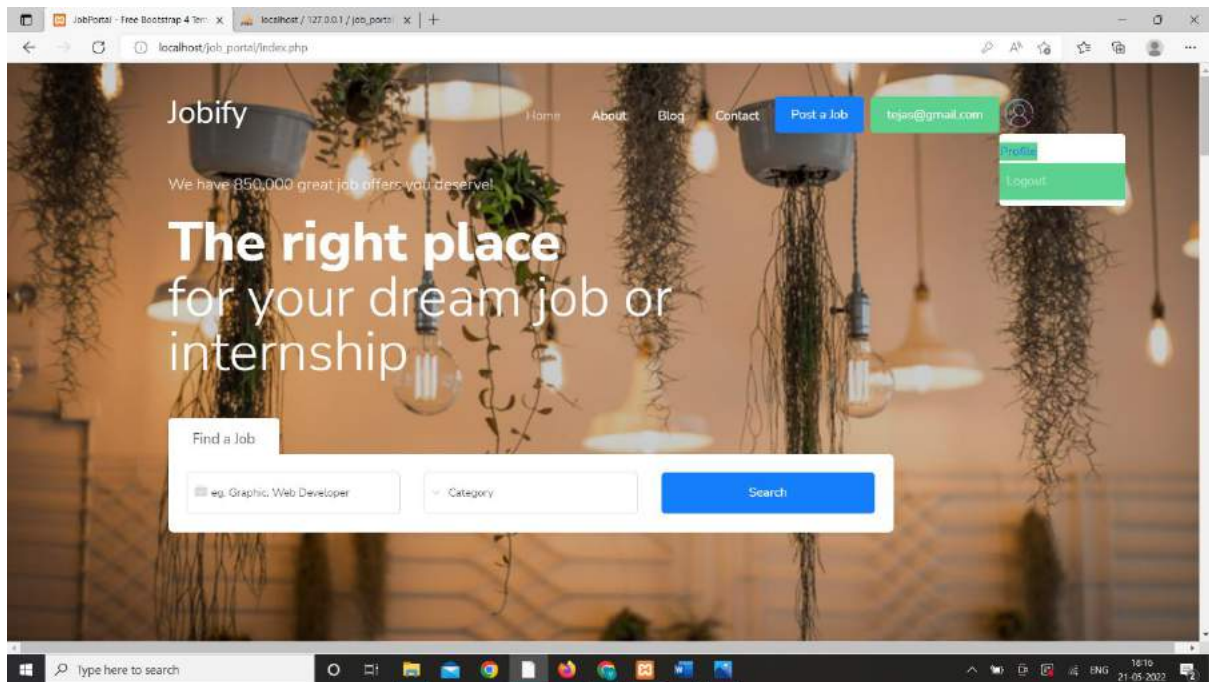 JobPortal - Free Bootstrap 4 Tem
localhost / 127.0.0.1 / job_portal
localhost/job_portal/index.php
Jobify
Home
About
Blog
Contact
Post a Job
tejas@gmail.com
Profile
Logout
We have 850,000 great job offers you deserve!
The right place
for your dream job or
internship
Find a Job
eg. Graphic. Web Developer
Category
Search
Type here to search
ENG
18:16
21-05-2022